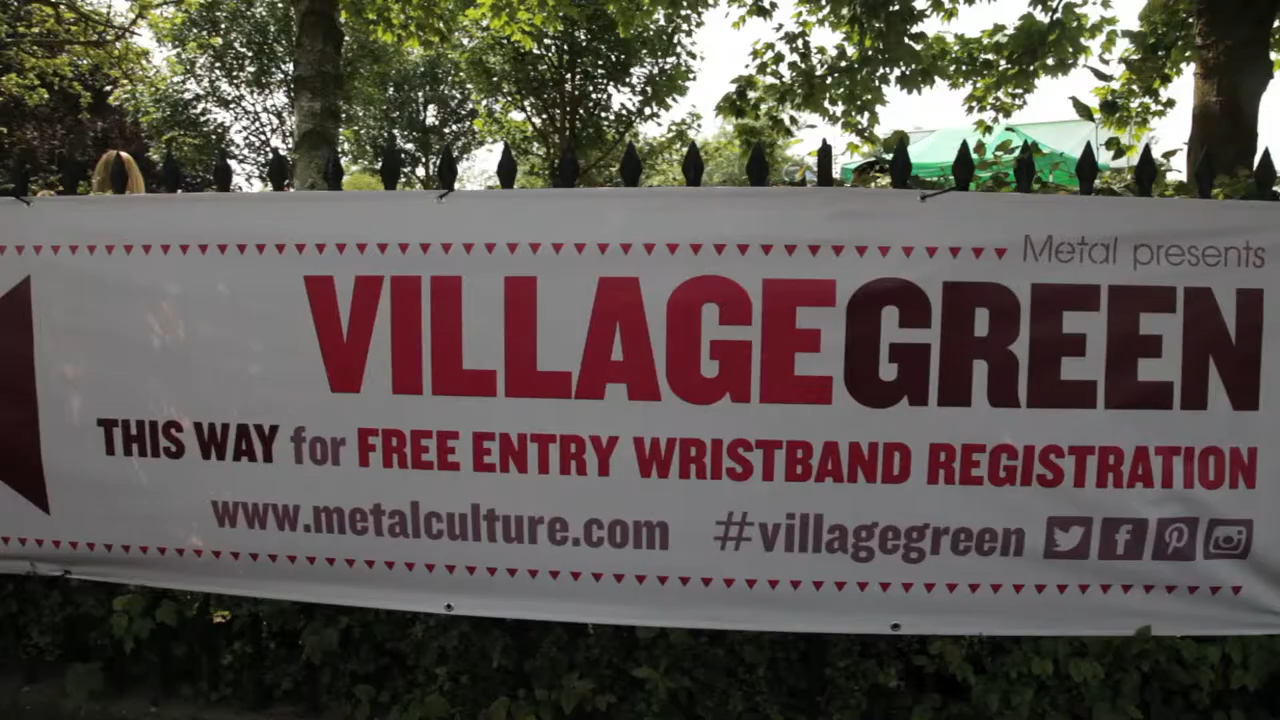 Metal presents
VILLAGEGREEN
THIS WAY for FREE ENTRY WRISTBAND REGISTRATION
www.metalculture.com #villagegreen